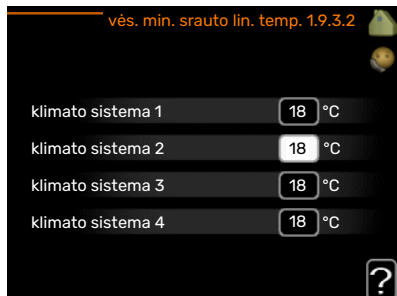 vės. min. srauto lin. temp. 1.9.3.2
klimato sistema 1 18 °C
klimato sistema 2 18 °C
klimato sistema 3 18 °C
klimato sistema 4 18 °C
?